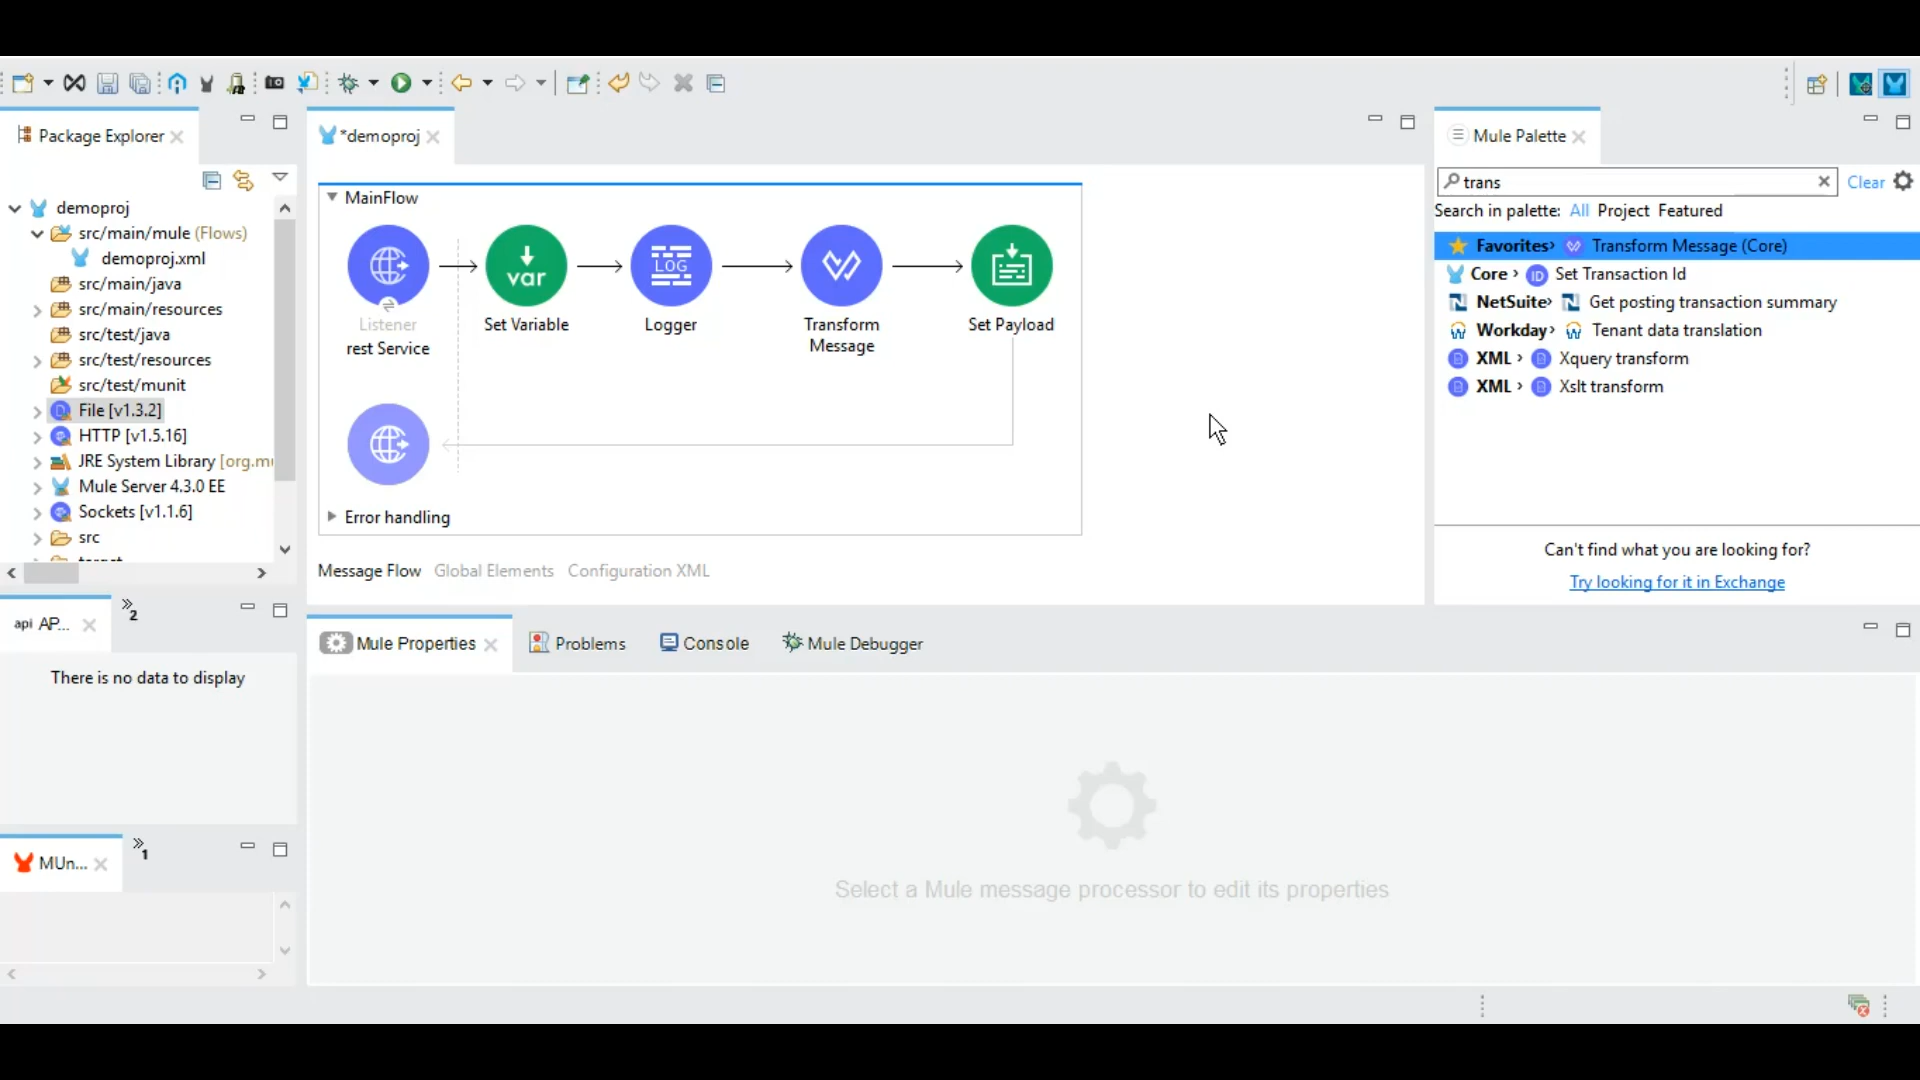 Package Explorer
demoproj
src/main/mule (Flows)
demoproj.xml
src/main/java
src/main/resources
src/test/java
src/test/resources
src/test/munit
File [v1.3.2]
HTTP [v1.5.16]
JRE System Library [org.mu
Mule Server 4.3.0 EE
Sockets [v1.1.6]
src
api AP...
2
There is no data to display
MUn...
1
*demoproj
MainFlow
var
LOG
Listener
rest Service
Set Variable
Logger
Transform
Message
Set Payload
Error handling
Message Flow Global Elements Configuration XML
Mule Properties Problems Console Mule Debugger
Select a Mule message processor to edit its properties
Mule Palette
trans
Clear
Search in palette: All Project Featured
Favorites> Transform Message (Core)
Core > ID Set Transaction Id
NetSuite> Get posting transaction summary
Workday> Tenant data translation
XML > Xquery transform
XML > Xslt transform
Can't find what you are looking for?
Try looking for it in Exchange